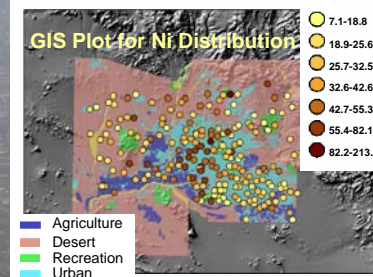 GIS Plot for Ni Distribution
7.1-18.8
18.9-25.6
25.7-32.5
32.6-42.6
42.7-55.3
55.4-82.1
82.2-213.
Agriculture
Desert
Recreation
Urban